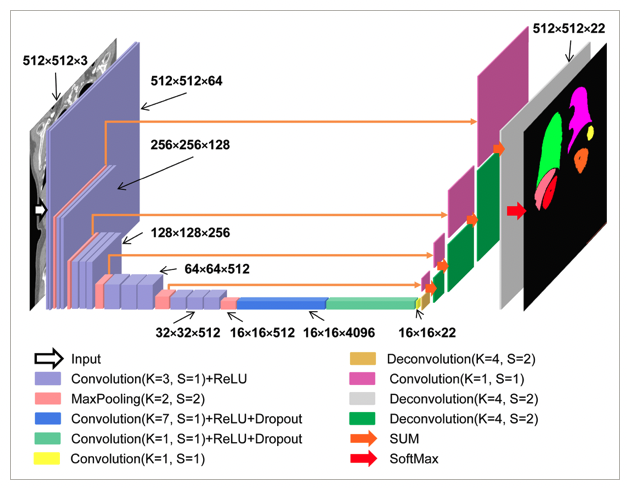 512×512×3
512×512×22
512×512×64
256×256×128
128×128×256
64×64×512
32×32×512
16×16×512
16×16×4096
16×16×22
Input
Convolution(K=3, S=1)+ReLU
MaxPooling(K=2, S=2)
Convolution(K=7, S=1)+ReLU+Dropout
Convolution(K=1, S=1)+ReLU+Dropout
Convolution(K=1, S=1)
Deconvolution(K=4, S=2)
Convolution(K=1, S=1)
Deconvolution(K=4, S=2)
Deconvolution(K=4, S=2)
SUM
SoftMax